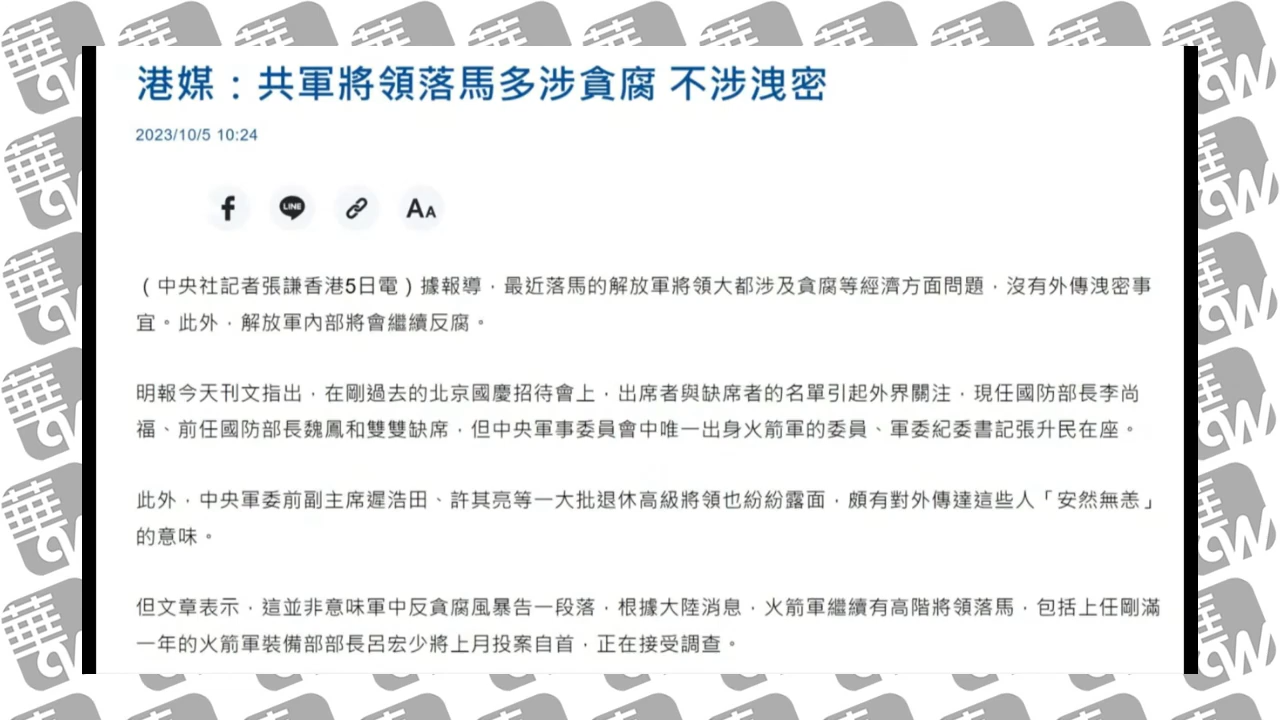 港媒：共軍將領落馬多涉貪腐 不涉洩密
2023/10/5 10:24
f LINE AA
（中央社記者張謙香港5日電）據報導，最近落馬的解放軍將領大都涉及貪腐等經濟方面問題，沒有外傳洩密事
宜。此外，解放軍內部將會繼續反腐。
明報今天刊文指出，在剛過去的北京國慶招待會上，出席者與缺席者的名單引起外界關注，現任國防部長李尚
福、前任國防部長魏鳳和雙雙缺席，但中央軍事委員會中唯一出身火箭軍的委員、軍委紀委書記張升民在座。
此外，中央軍委前副主席遲浩田、許其亮等一大批退休高級將領也紛紛露面，頗有對外傳達這些人「安然無恙」
的意味。
但文章表示，這並非意味軍中反貪腐風暴告一段落，根據大陸消息，火箭軍繼續有高階將領落馬，包括上任剛滿
一年的火箭軍裝備部部長呂宏少將上月投案自首，正在接受調查。